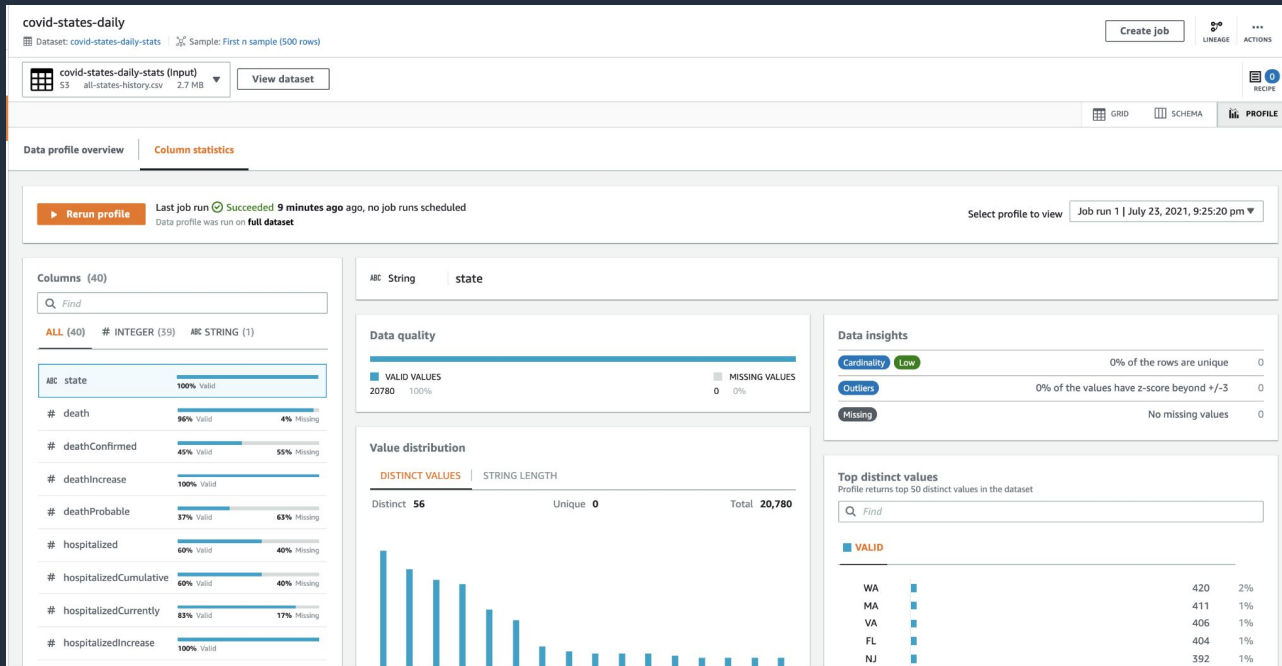 covid-states-daily
Dataset: covid-states-daily-stats Sample: First n sample (500 rows)
Create job
LINEAGE
ACTIONS
covid-states-daily-stats (Input)
S3 all-states-history.csv 2.7 MB
View dataset
0
RECIPE
GRID SCHEMA PROFILE
Data profile overview Column statistics
Rerun profile
Last job run Succeeded 9 minutes ago ago, no job runs scheduled
Data profile was run on full dataset
Select profile to view Job run 1 | July 23, 2021, 9:25:20 pm
Columns (40)
Find
ALL (40) # INTEGER (39) ABC STRING (1)
ABC state
100% Valid
# death
96% Valid 4% Missing
# deathConfirmed
45% Valid 55% Missing
# deathIncrease
100% Valid
# deathProbable
37% Valid 63% Missing
# hospitalized
60% Valid 40% Missing
# hospitalizedCumulative
60% Valid 40% Missing
# hospitalizedCurrently
83% Valid 17% Missing
# hospitalizedIncrease
100% Valid
ABC String state
Data quality
VALID VALUES MISSING VALUES
20780 100% 0 0%
Value distribution
DISTINCT VALUES STRING LENGTH
Distinct 56 Unique 0 Total 20,780
Data insights
Cardinality Low 0% of the rows are unique 0
Outliers 0% of the values have z-score beyond +/-3 0
Missing No missing values 0
Top distinct values
Profile returns top 50 distinct values in the dataset
Find
VALID
WA 420 2%
MA 411 1%
VA 406 1%
FL 404 1%
NJ 392 1%